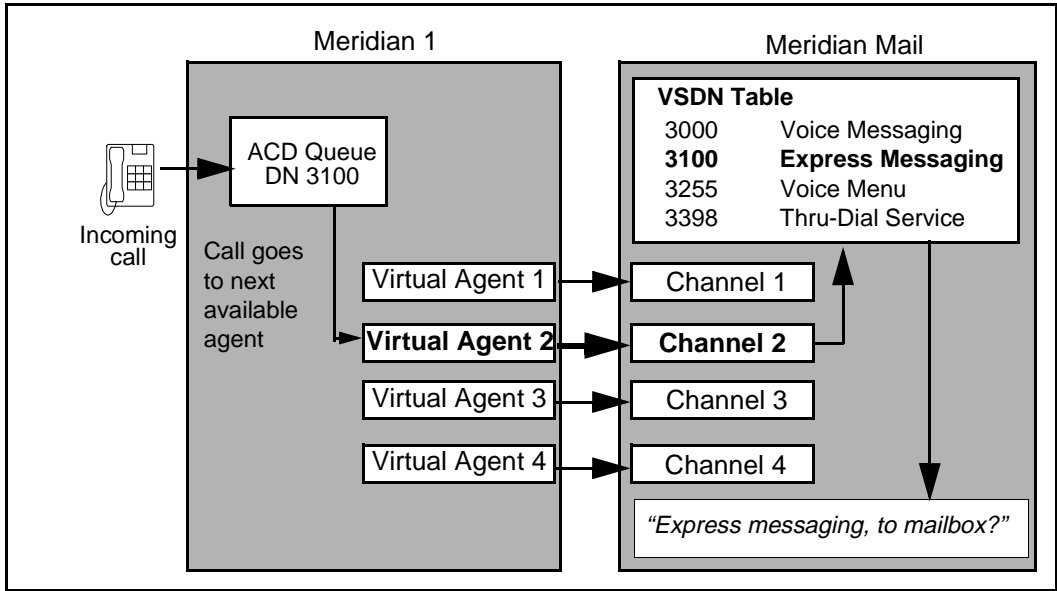 Meridian 1
Meridian Mail
Incoming
call
ACD Queue
DN 3100
Call goes
to next
available
agent
Virtual Agent 1
Virtual Agent 2
Virtual Agent 3
Virtual Agent 4
VSDN Table
3000 Voice Messaging
3100 Express Messaging
3255 Voice Menu
3398 Thru-Dial Service
Channel 1
Channel 2
Channel 3
Channel 4
“Express messaging, to mailbox?”